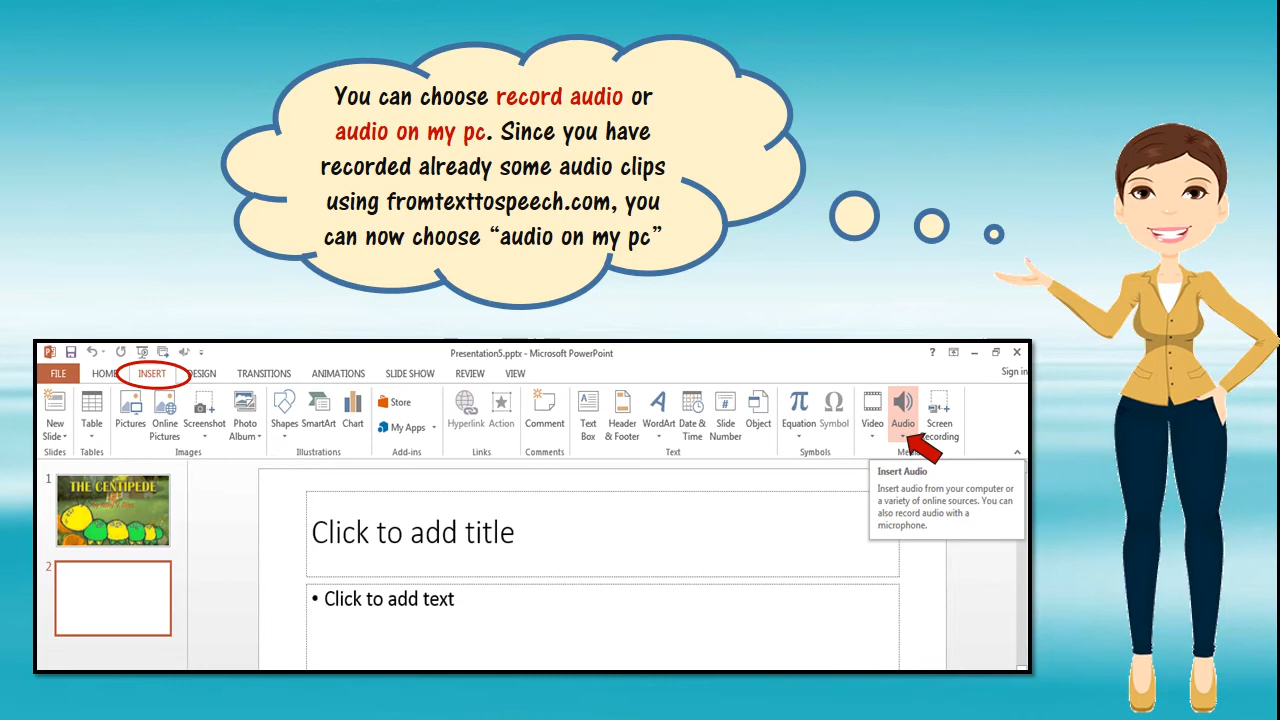 You can choose record audio or
audio on my pc. Since you have
recorded already some audio clips
using fromtexttospeech.com, you
can now choose “audio on my pc”
Presentation5.pptx - Microsoft PowerPoint
?
FILE HOME INSERT DESIGN TRANSITIONS ANIMATIONS SLIDE SHOW REVIEW VIEW Sign in
New Slide
Table
Pictures
Online Pictures
Screenshot
Photo Album
Shapes
SmartArt
Chart
Store
My Apps
Hyperlink
Action
Comment
Text Box
Header & Footer
WordArt
Date & Time
Slide Number
Object
Equation
Symbol
Video
Audio
Screen Recording
Slides Tables Images Illustrations Add-ins Links Comments Text Symbols
Insert Audio
Insert audio from your computer or
a variety of online sources. You can
also record audio with a
microphone.
1
THE CENTIPEDE
2
Click to add title
• Click to add text